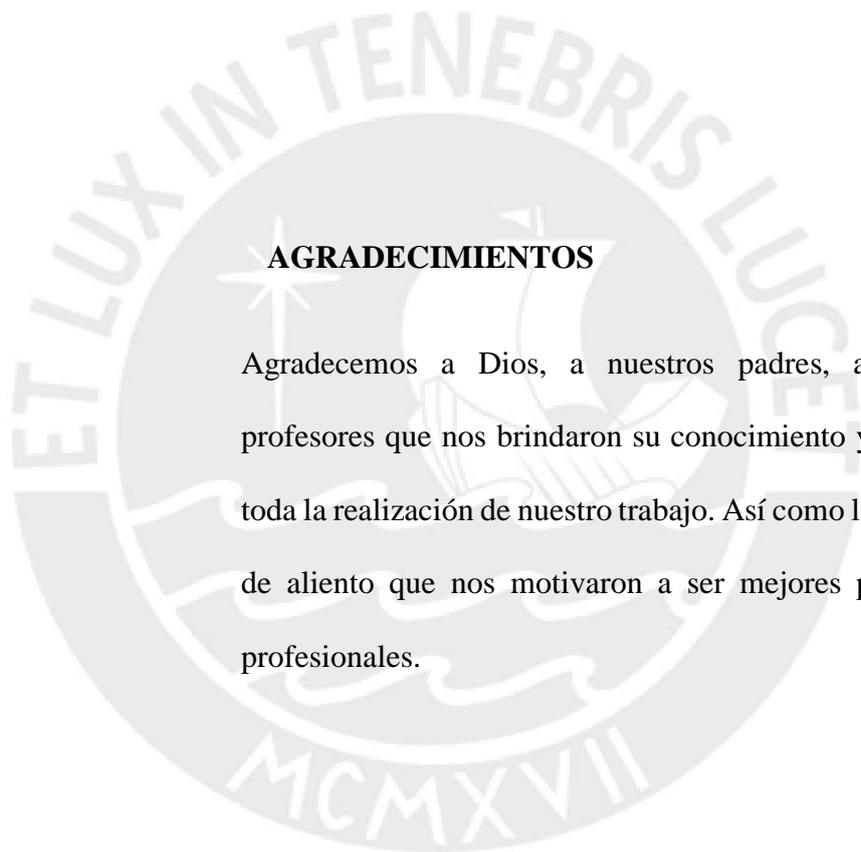 ET LUX IN TENEBRIS LUCET
AGRADECIMIENTOS
Agradecemos a Dios, a nuestros padres, a
profesores que nos brindaron su conocimiento y
toda la realización de nuestro trabajo. Así como l
de aliento que nos motivaron a ser mejores p
profesionales.
MCMXVII